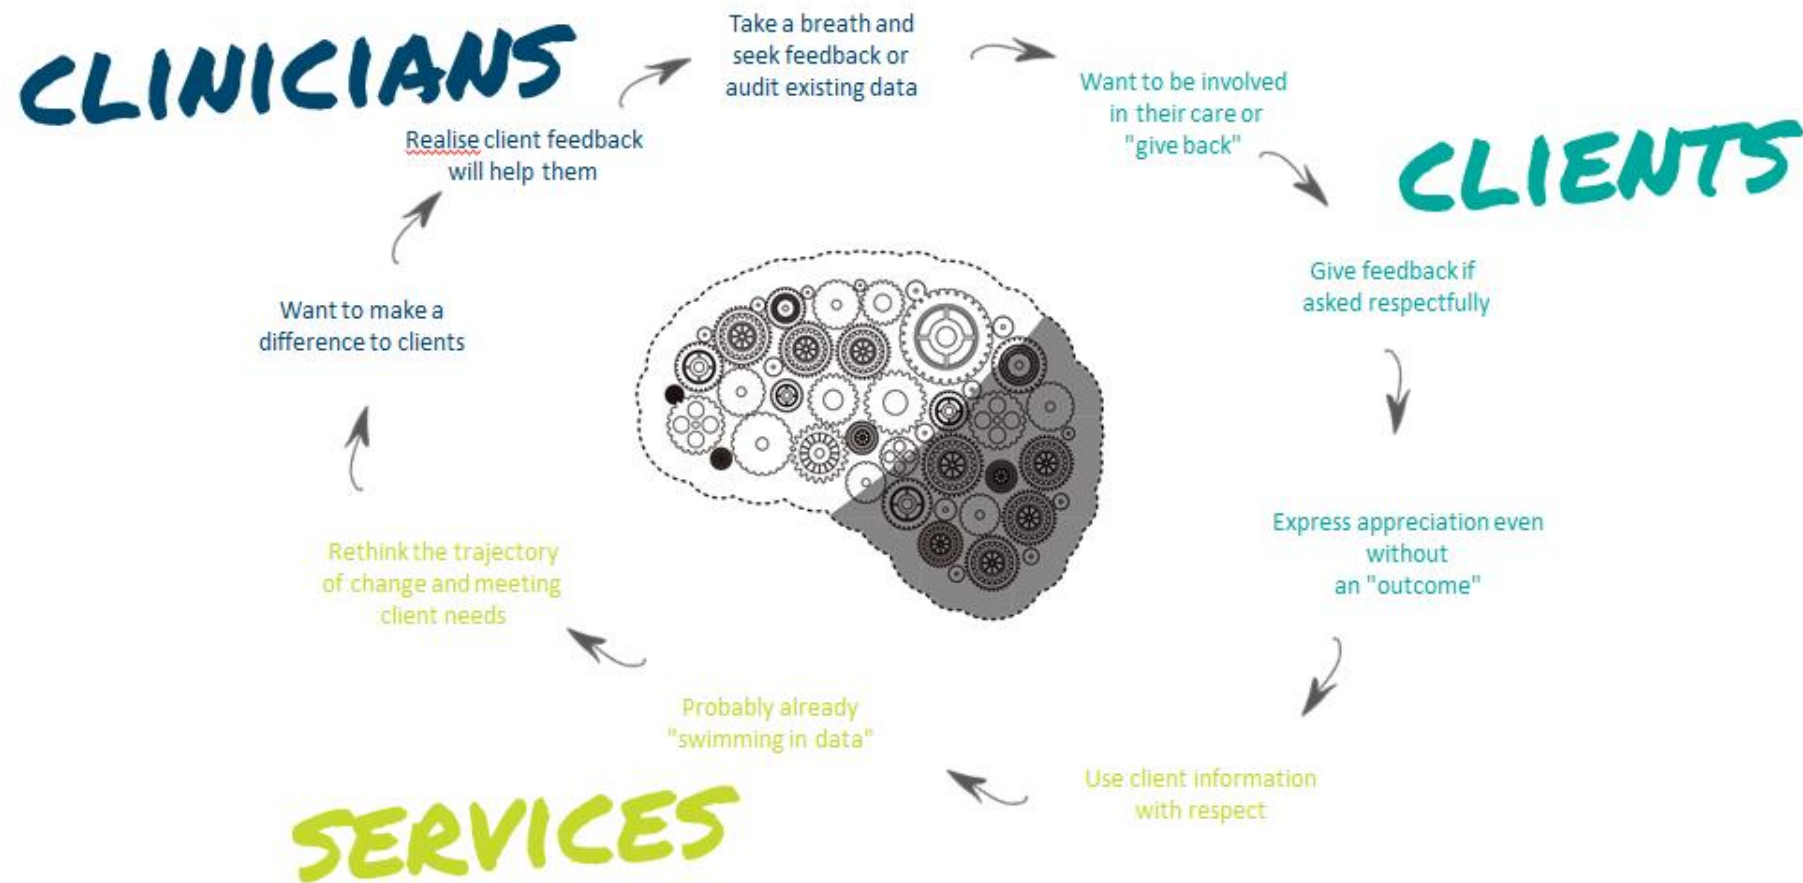 CLINICIANS
Take a breath and
seek feedback or
audit existing data
Realise client feedback
will help them
Want to make a
difference to clients
Want to be involved
in their care or
"give back"
CLIENTS
Give feedback if
asked respectfully
Express appreciation even
without
an "outcome"
Use client information
with respect
Probably already
"swimming in data"
Rethink the trajectory
of change and meeting
client needs
SERVICES